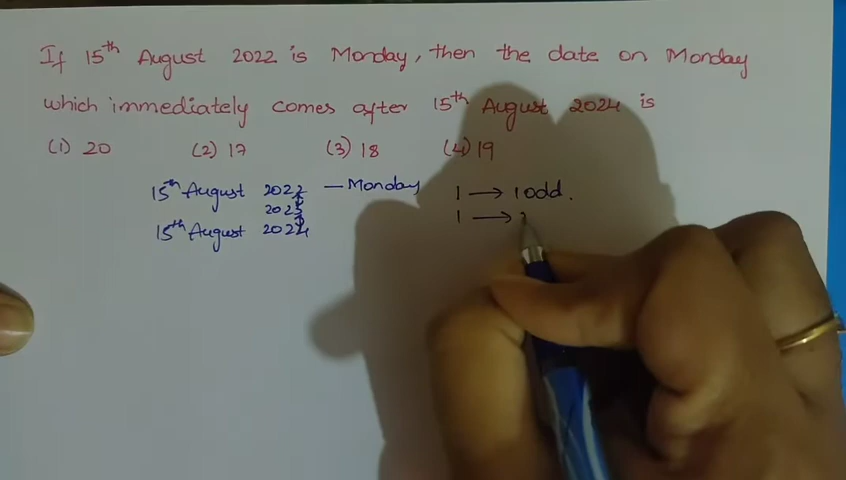 If 15th August 2022 is Monday, then the date on Monday
which immediately comes after 15th August 2024 is
(1) 20 (2) 17 (3) 18 (4) 19
15th August 2022 — Monday 1 → 1 odd.
2023 1 →
15th August 2024